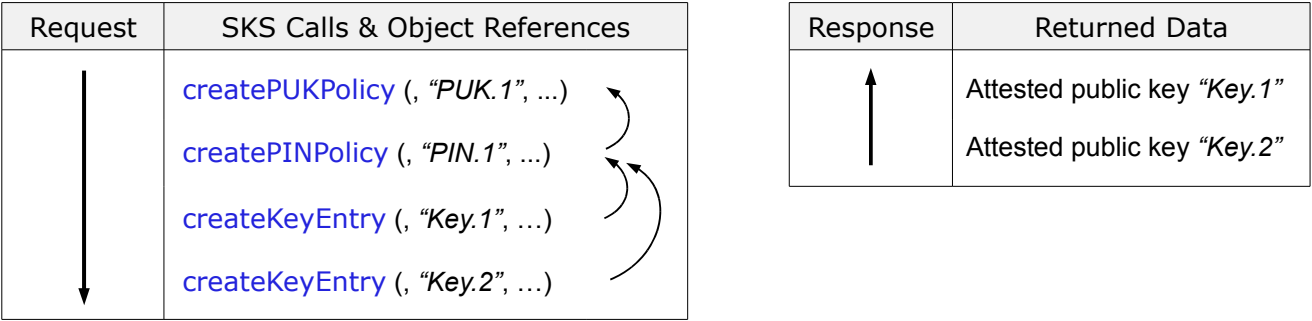 Request SKS Calls & Object References
createPUKPolicy (, “PUK.1”, ...)
createPINPolicy (, “PIN.1”, ...)
createKeyEntry (, “Key.1”, …)
createKeyEntry (, “Key.2”, …)
Response Returned Data
Attested public key “Key.1”
Attested public key “Key.2”